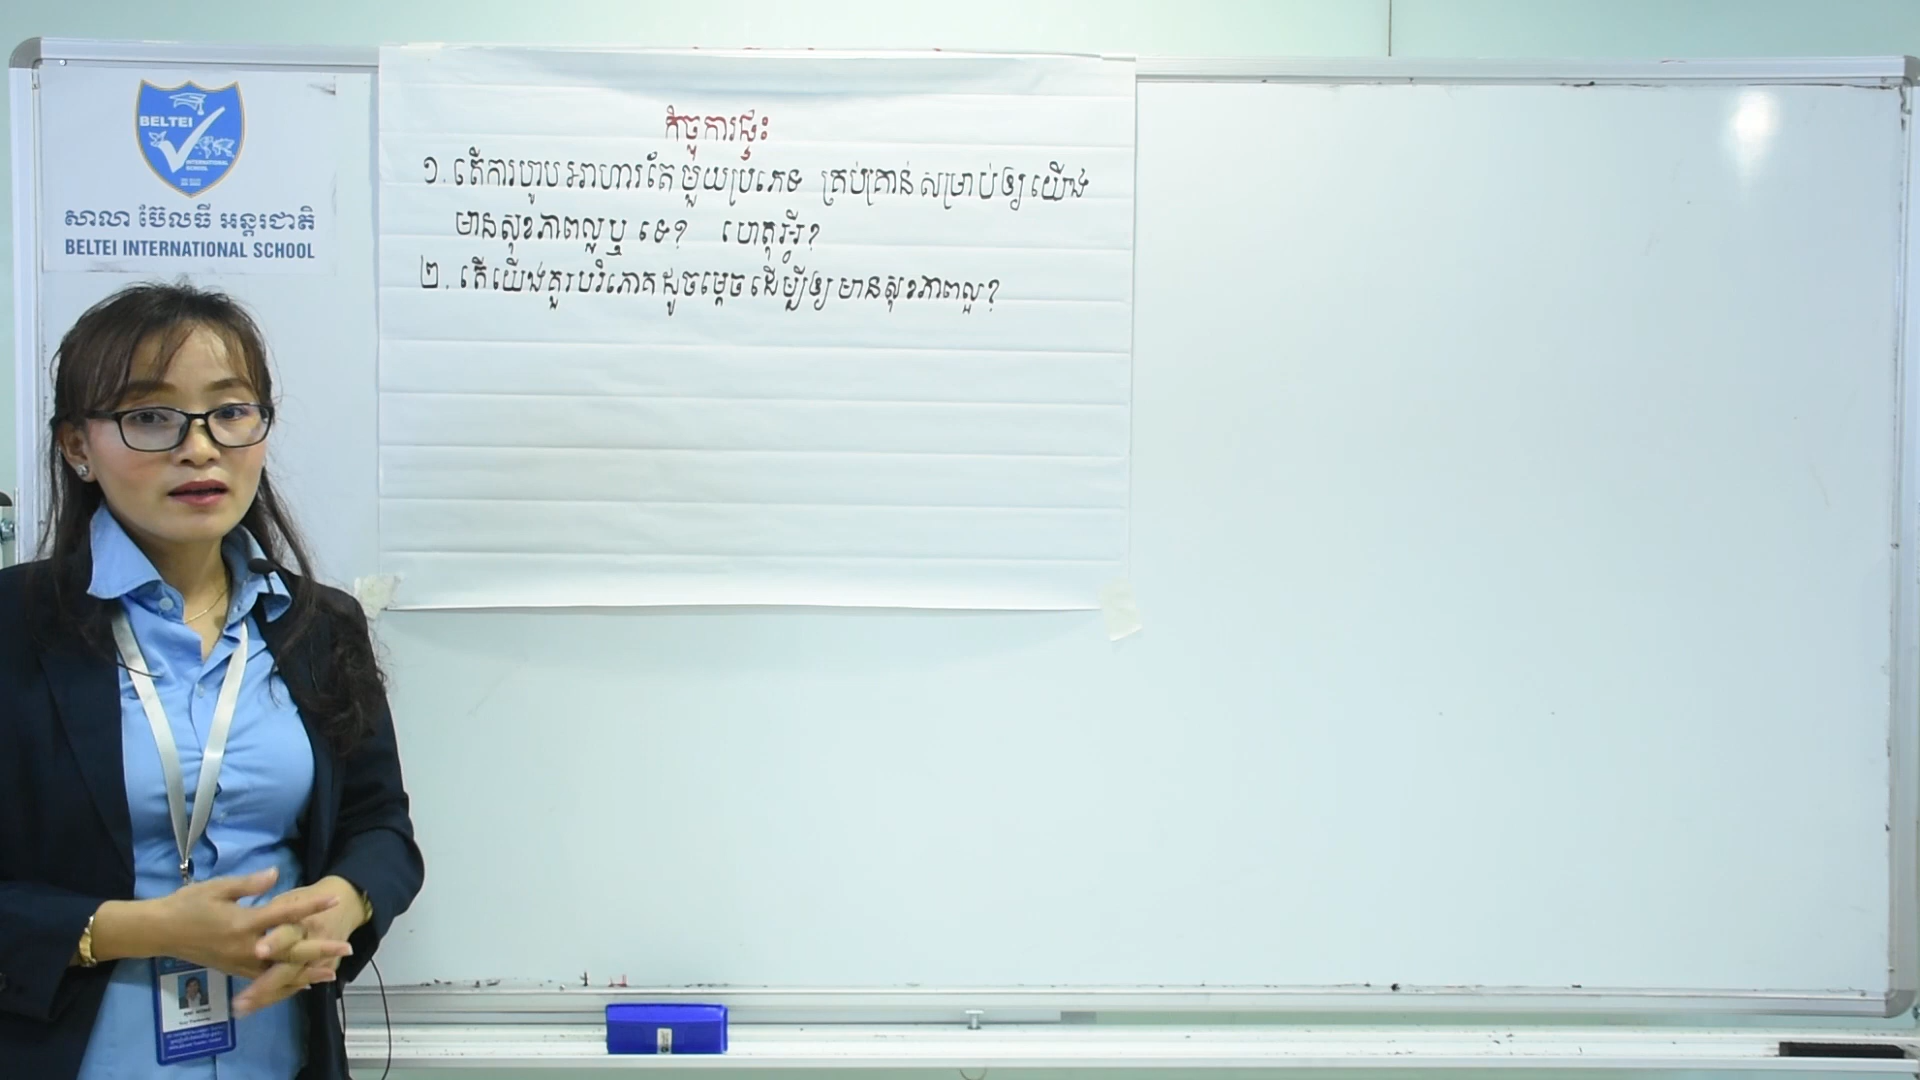 BELTEI
INTERNATIONAL
SCHOOL
សាលា ប៊ែលធី អន្តរជាតិ
BELTEI INTERNATIONAL SCHOOL
កិច្ចការផ្ទះ
១. តើការហូបអាហារតែមួយប្រភេទ គ្រប់គ្រាន់សម្រាប់ឲ្យយើង
មានសុខភាពល្អឬ ទេ? ហេតុអ្វី?
២. តើយើងគួរបរិភោគដូចម្ដេចដើម្បីឲ្យមានសុខភាពល្អ?